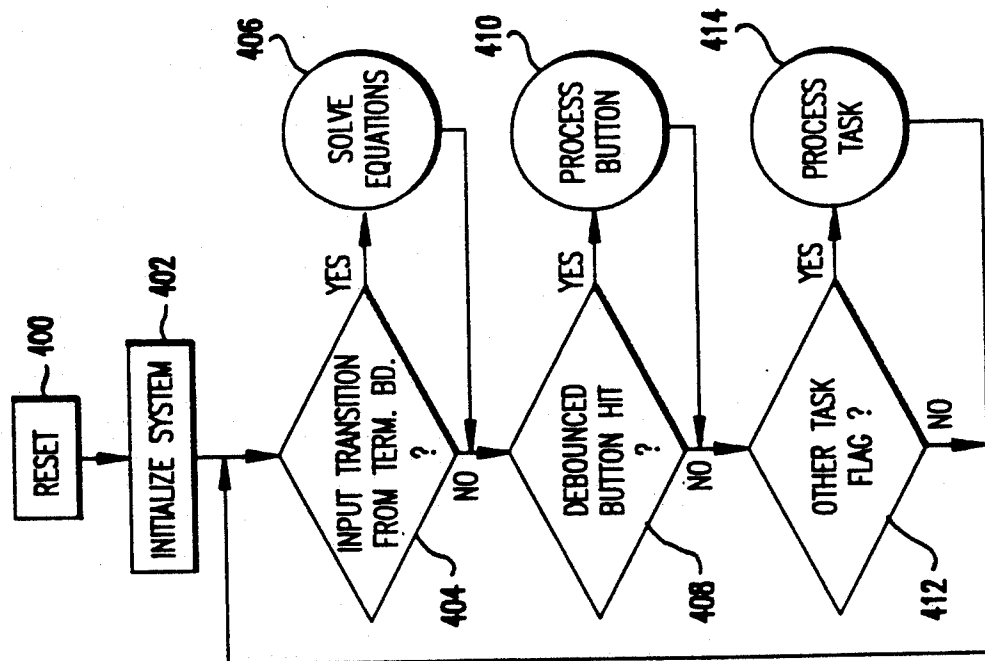 RESET
400
INITIALIZE SYSTEM
402
INPUT TRANSITION
FROM TERM. BD.
?
404
YES
SOLVE
EQUATIONS
406
NO
DEBOUNCED
BUTTON HIT
?
408
YES
PROCESS
BUTTON
410
NO
OTHER TASK
FLAG ?
412
YES
PROCESS
TASK
414
NO